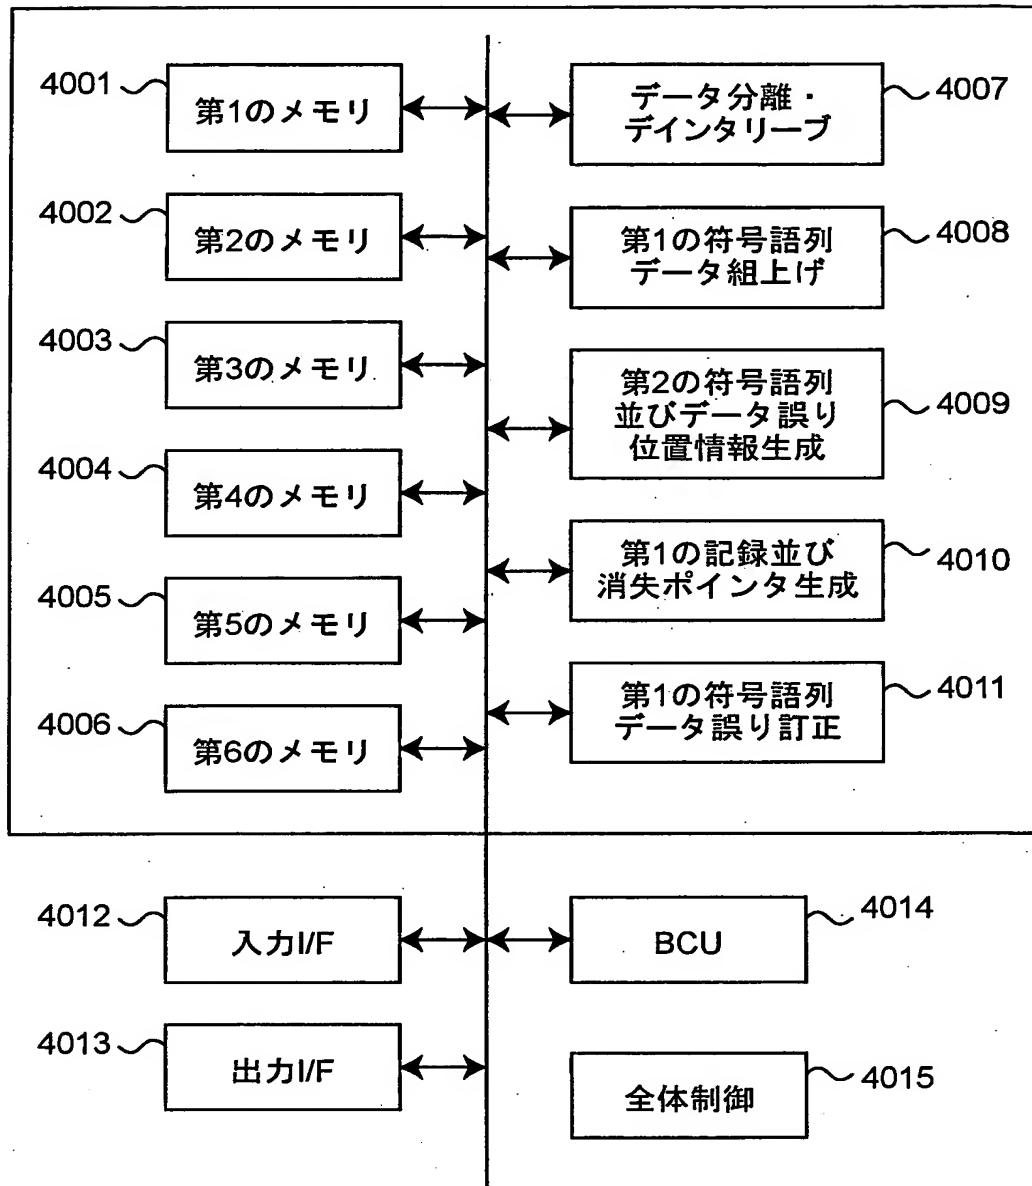 4001
第1のメモリ
4002
第2のメモリ
4003
第3のメモリ
4004
第4のメモリ
4005
第5のメモリ
4006
第6のメモリ
データ分離・
デインタリーブ
4007
第1の符号語列
データ組上げ
4008
第2の符号語列
並びデータ誤り
位置情報生成
4009
第1の記録並び
消失ポインタ生成
4010
第1の符号語列
データ誤り訂正
4011
4012
入力I/F
4013
出力I/F
BCU
4014
全体制御
4015